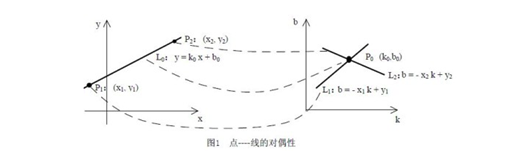 y
P₂: (x₂, y₂)
L₀: y = k₀ x + b₀
P₁: (x₁, y₁)
x
b
P₀ (k₀,b₀)
L₂: b = - x₂ k + y₂
L₁: b = - x₁ k + y₁
k
图1 点----线的对偶性